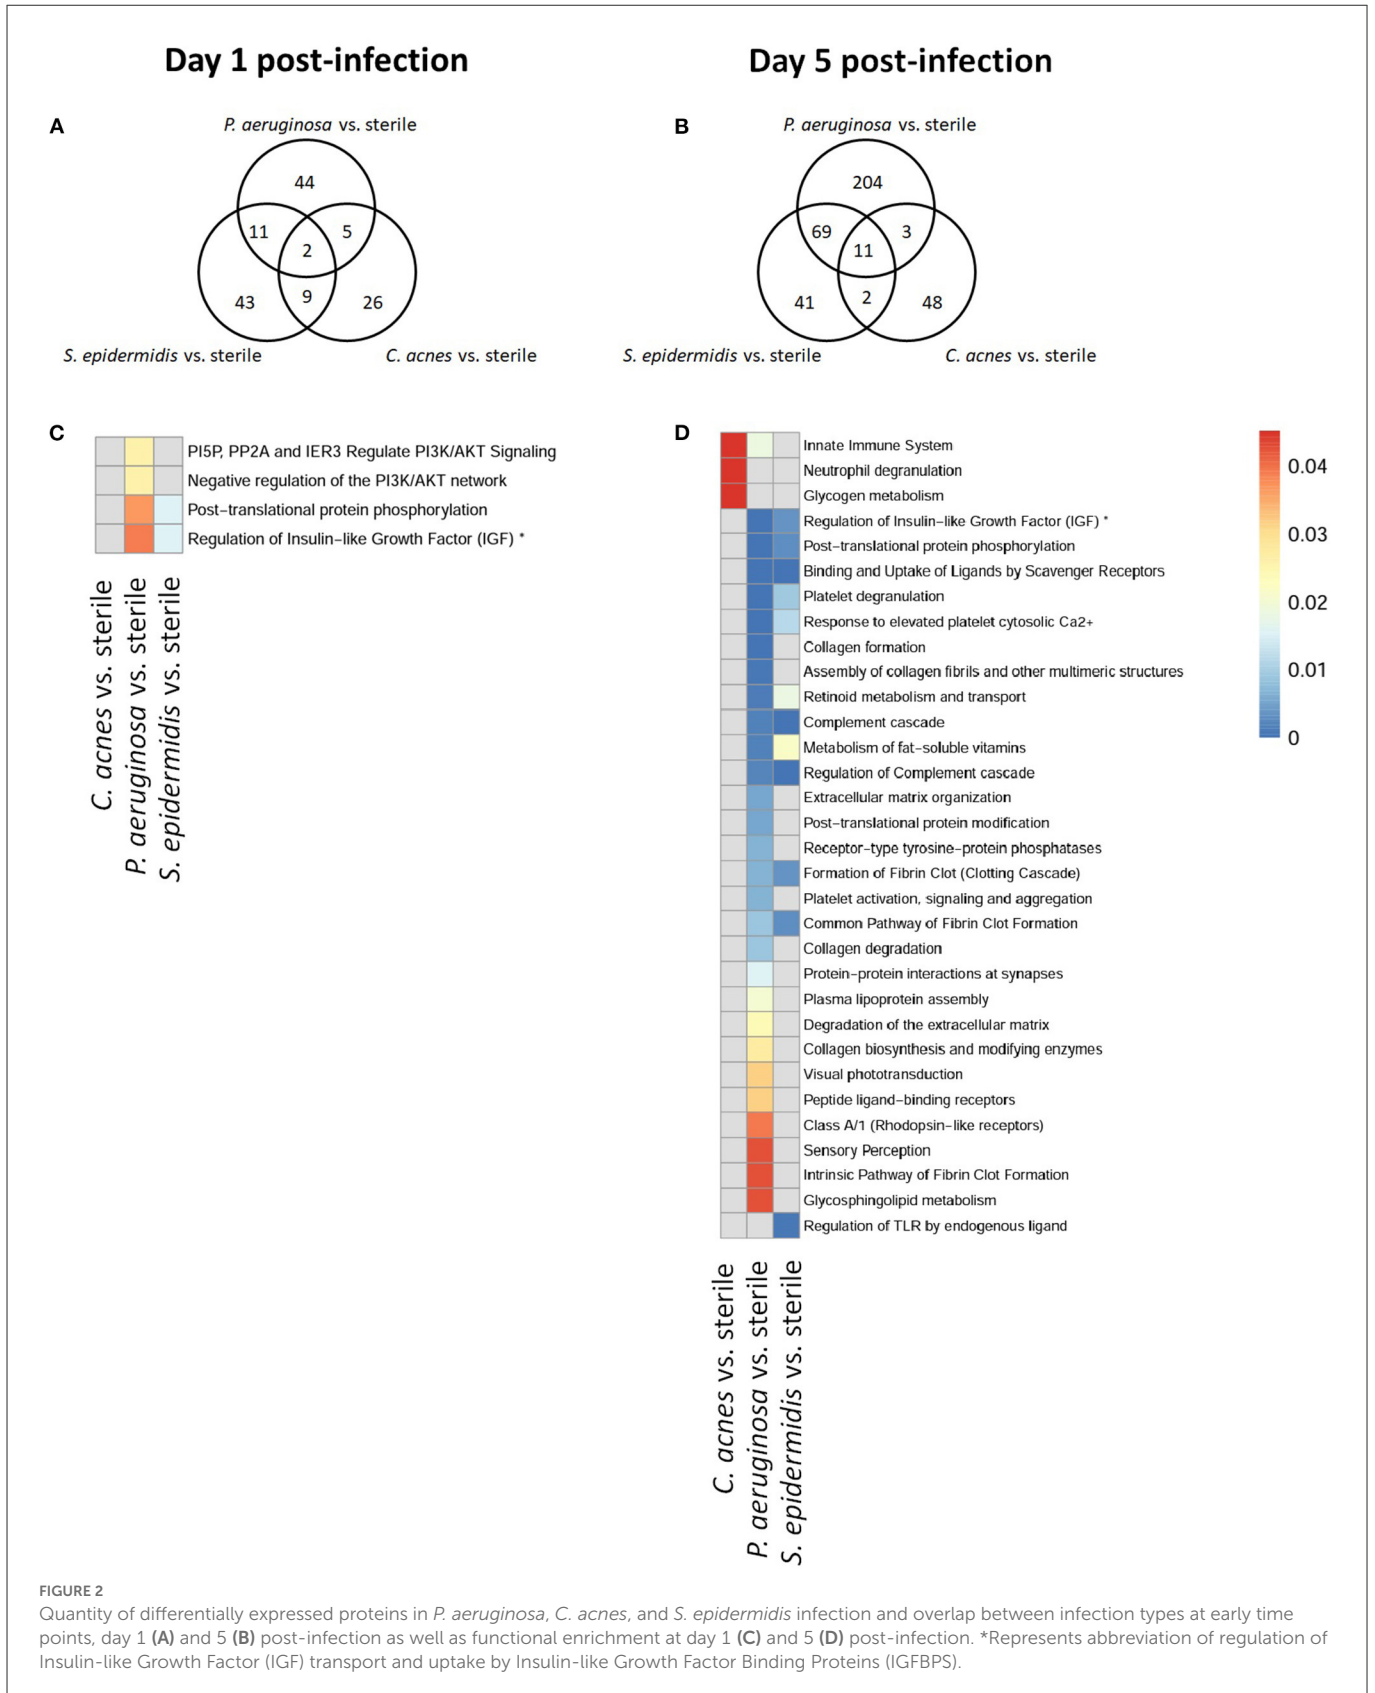 Day 1 post-infection
Day 5 post-infection
A
P. aeruginosa vs. sterile
44
11
5
2
43
9
26
S. epidermidis vs. sterile
C. acnes vs. sterile
B
P. aeruginosa vs. sterile
204
69
3
11
41
2
48
S. epidermidis vs. sterile
C. acnes vs. sterile
C
PI5P, PP2A and IER3 Regulate PI3K/AKT Signaling
Negative regulation of the PI3K/AKT network
Post-translational protein phosphorylation
Regulation of Insulin-like Growth Factor (IGF) *
C. acnes vs. sterile
P. aeruginosa vs. sterile
S. epidermidis vs. sterile
D
Innate Immune System
Neutrophil degranulation
Glycogen metabolism
Regulation of Insulin-like Growth Factor (IGF) *
Post-translational protein phosphorylation
Binding and Uptake of Ligands by Scavenger Receptors
Platelet degranulation
Response to elevated platelet cytosolic Ca2+
Collagen formation
Assembly of collagen fibrils and other multimeric structures
Retinoid metabolism and transport
Complement cascade
Metabolism of fat-soluble vitamins
Regulation of Complement cascade
Extracellular matrix organization
Post-translational protein modification
Receptor-type tyrosine-protein phosphatases
Formation of Fibrin Clot (Clotting Cascade)
Platelet activation, signaling and aggregation
Common Pathway of Fibrin Clot Formation
Collagen degradation
Protein-protein interactions at synapses
Plasma lipoprotein assembly
Degradation of the extracellular matrix
Collagen biosynthesis and modifying enzymes
Visual phototransduction
Peptide ligand-binding receptors
Class A/1 (Rhodopsin-like receptors)
Sensory Perception
Intrinsic Pathway of Fibrin Clot Formation
Glycosphingolipid metabolism
Regulation of TLR by endogenous ligand
C. acnes vs. sterile
P. aeruginosa vs. sterile
S. epidermidis vs. sterile
0.04
0.03
0.02
0.01
0
FIGURE 2
Quantity of differentially expressed proteins in P. aeruginosa, C. acnes, and S. epidermidis infection and overlap between infection types at early time
points, day 1 (A) and 5 (B) post-infection as well as functional enrichment at day 1 (C) and 5 (D) post-infection. *Represents abbreviation of regulation of
Insulin-like Growth Factor (IGF) transport and uptake by Insulin-like Growth Factor Binding Proteins (IGFBPS).